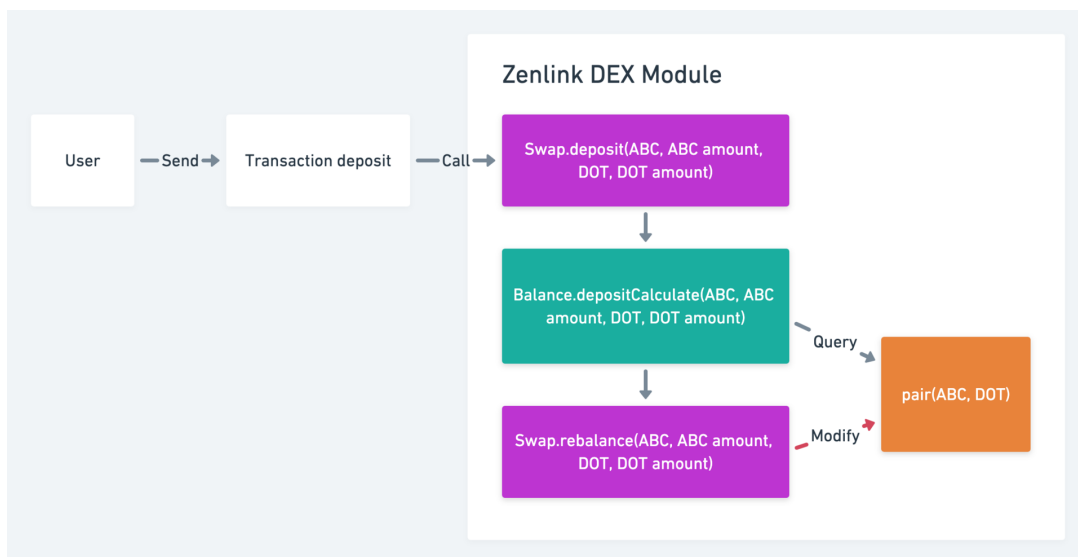 Zenlink DEX Module
User
Send
Transaction deposit
Call
Swap.deposit(ABC, ABC amount,
DOT, DOT amount)
Balance.depositCalculate(ABC, ABC
amount, DOT, DOT amount)
Query
pair(ABC, DOT)
Swap.rebalance(ABC, ABC amount,
DOT, DOT amount)
Modify